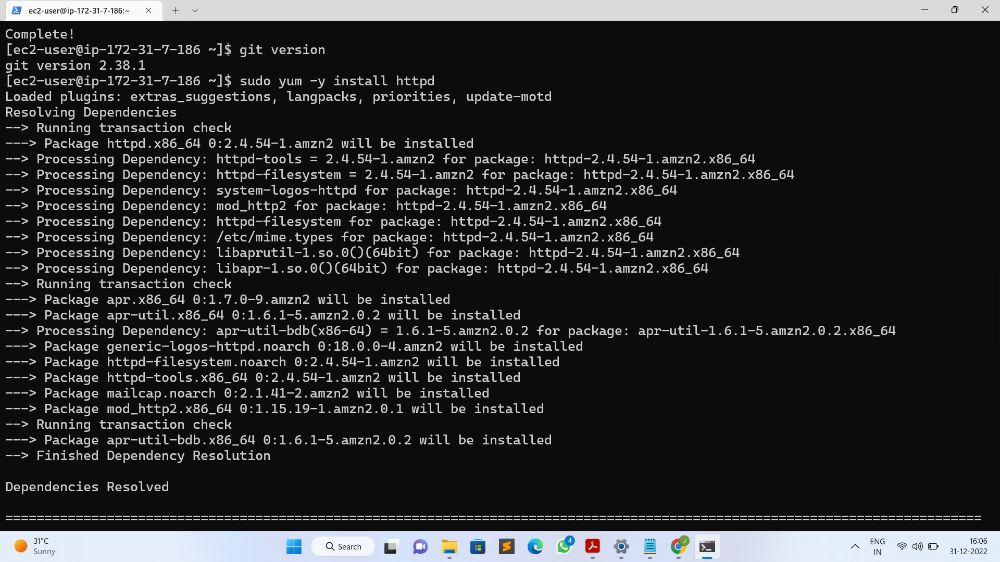 ec2-user@ip-172-31-7-186:~
Complete!
[ec2-user@ip-172-31-7-186 ~]$ git version
git version 2.38.1
[ec2-user@ip-172-31-7-186 ~]$ sudo yum -y install httpd
Loaded plugins: extras_suggestions, langpacks, priorities, update-motd
Resolving Dependencies
--> Running transaction check
---> Package httpd.x86_64 0:2.4.54-1.amzn2 will be installed
--> Processing Dependency: httpd-tools = 2.4.54-1.amzn2 for package: httpd-2.4.54-1.amzn2.x86_64
--> Processing Dependency: httpd-filesystem = 2.4.54-1.amzn2 for package: httpd-2.4.54-1.amzn2.x86_64
--> Processing Dependency: system-logos-httpd for package: httpd-2.4.54-1.amzn2.x86_64
--> Processing Dependency: mod_http2 for package: httpd-2.4.54-1.amzn2.x86_64
--> Processing Dependency: httpd-filesystem for package: httpd-2.4.54-1.amzn2.x86_64
--> Processing Dependency: /etc/mime.types for package: httpd-2.4.54-1.amzn2.x86_64
--> Processing Dependency: libaprutil-1.so.0()(64bit) for package: httpd-2.4.54-1.amzn2.x86_64
--> Processing Dependency: libapr-1.so.0()(64bit) for package: httpd-2.4.54-1.amzn2.x86_64
--> Running transaction check
---> Package apr.x86_64 0:1.7.0-9.amzn2 will be installed
---> Package apr-util.x86_64 0:1.6.1-5.amzn2.0.2 will be installed
--> Processing Dependency: apr-util-bdb(x86-64) = 1.6.1-5.amzn2.0.2 for package: apr-util-1.6.1-5.amzn2.0.2.x86_64
---> Package generic-logos-httpd.noarch 0:18.0.0-4.amzn2 will be installed
---> Package httpd-filesystem.noarch 0:2.4.54-1.amzn2 will be installed
---> Package httpd-tools.x86_64 0:2.4.54-1.amzn2 will be installed
---> Package mailcap.noarch 0:2.1.41-2.amzn2 will be installed
---> Package mod_http2.x86_64 0:1.15.19-1.amzn2.0.1 will be installed
--> Running transaction check
---> Package apr-util-bdb.x86_64 0:1.6.1-5.amzn2.0.2 will be installed
--> Finished Dependency Resolution
Dependencies Resolved
=============================================================================================================================
31°C
Sunny
Search
4
J
ENG
IN
16:06
31-12-2022